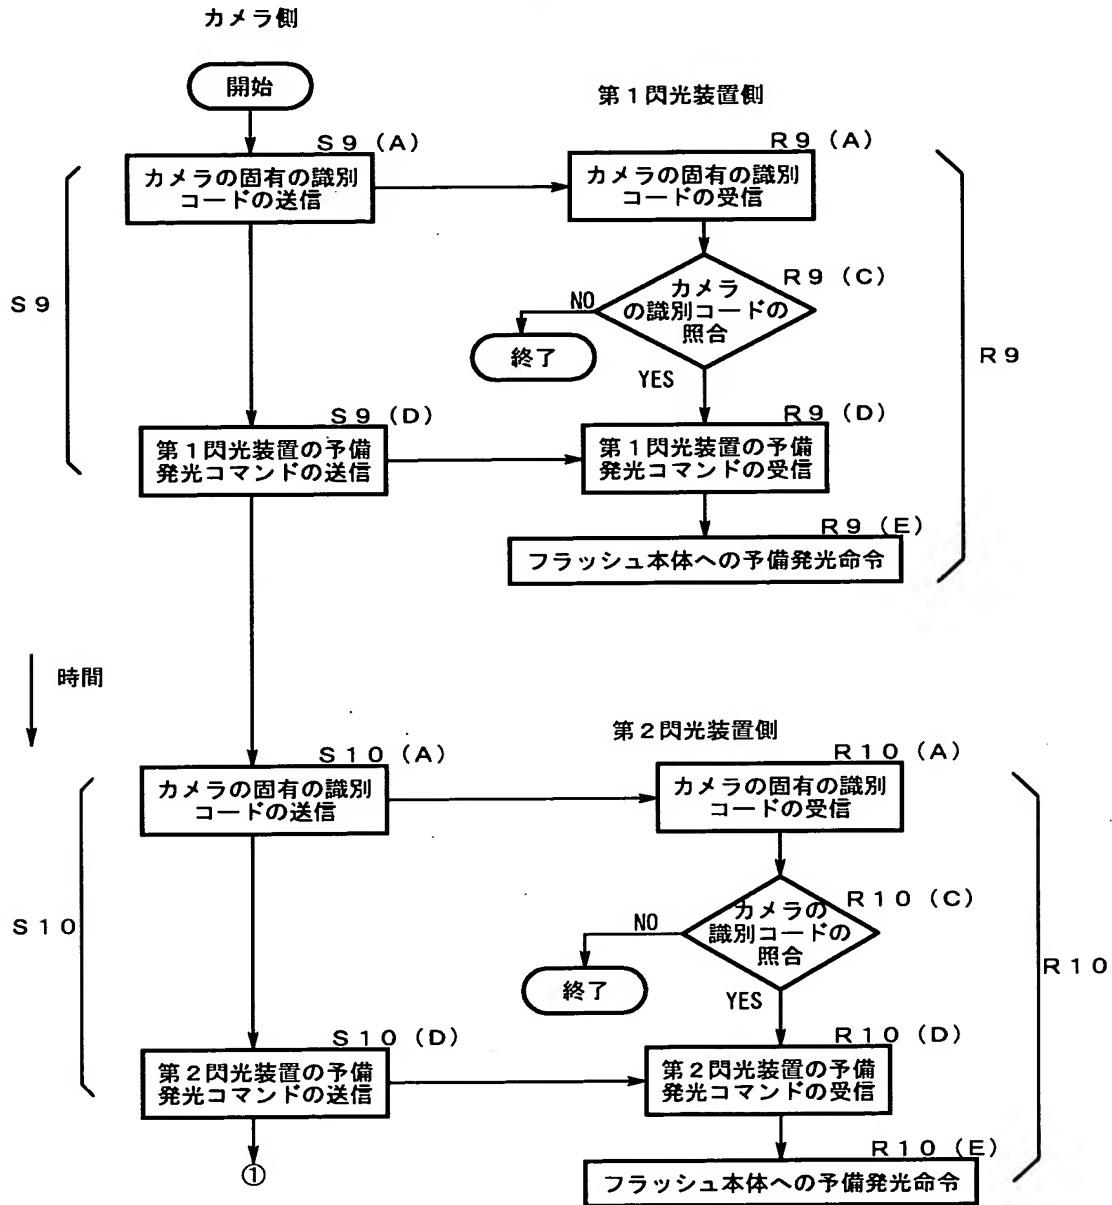 カメラ側
開始
第1閃光装置側
S9(A)
カメラの固有の識別
コードの送信
R9(A)
カメラの固有の識別
コードの受信
R9(C)
カメラ
の識別コードの
照合
NO
終了
YES
S9
R9
S9(D)
第1閃光装置の予備
発光コマンドの送信
R9(D)
第1閃光装置の予備
発光コマンドの受信
R9(E)
フラッシュ本体への予備発光命令
時間
第2閃光装置側
S10(A)
カメラの固有の識別
コードの送信
R10(A)
カメラの固有の識別
コードの受信
R10(C)
カメラの
識別コードの
照合
NO
終了
YES
S10
R10
S10(D)
第2閃光装置の予備
発光コマンドの送信
R10(D)
第2閃光装置の予備
発光コマンドの受信
R10(E)
フラッシュ本体への予備発光命令
①